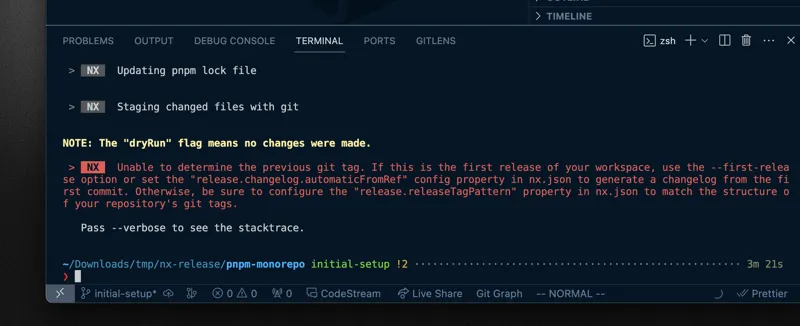 OUTLINE
TIMELINE
PROBLEMS OUTPUT DEBUG CONSOLE TERMINAL PORTS GITLENS zsh
> NX Updating pnpm lock file
> NX Staging changed files with git
NOTE: The "dryRun" flag means no changes were made.
> NX Unable to determine the previous git tag. If this is the first release of your workspace, use the --first-relea
se option or set the "release.changelog.automaticFromRef" config property in nx.json to generate a changelog from the fi
rst commit. Otherwise, be sure to configure the "release.releaseTagPattern" property in nx.json to match the structure o
f your repository's git tags.
Pass --verbose to see the stacktrace.
~/Downloads/tmp/nx-release/pnpm-monorepo initial-setup !2 ···················································· 3m 21s
❯
initial-setup* 0 0 0 CodeStream Live Share Git Graph -- NORMAL -- Prettier